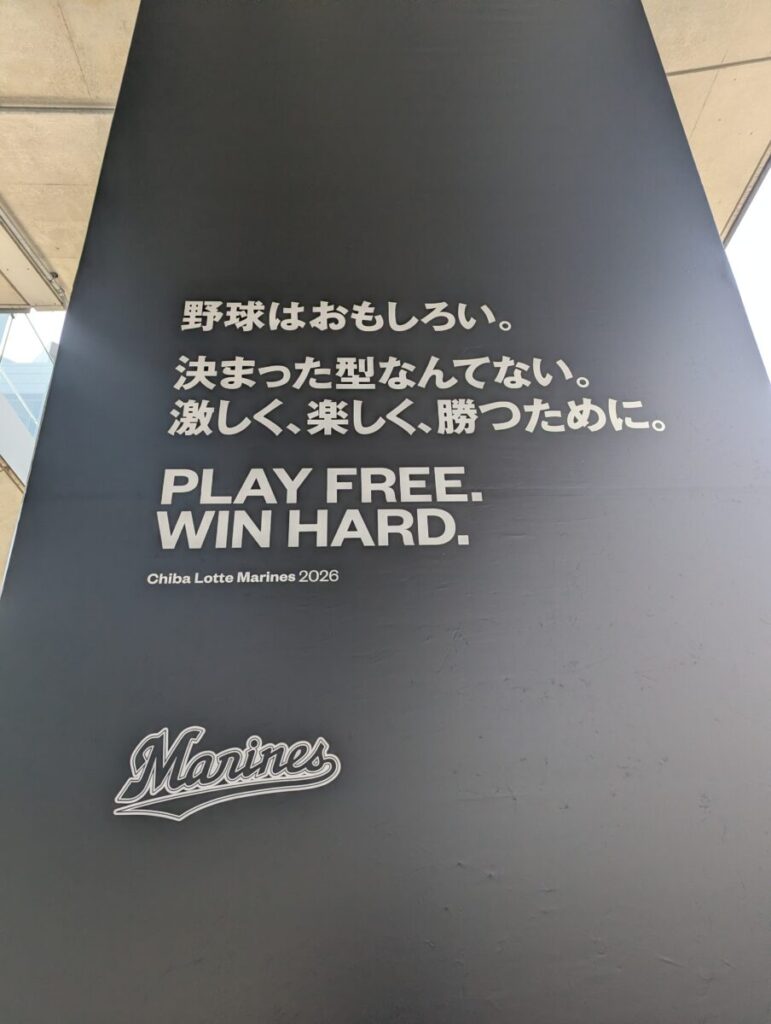 野球はおもしろい。
決まった型なんてない。
激しく、楽しく、勝つために。
PLAY FREE.
WIN HARD.
Chiba Lotte Marines 2026
Marines